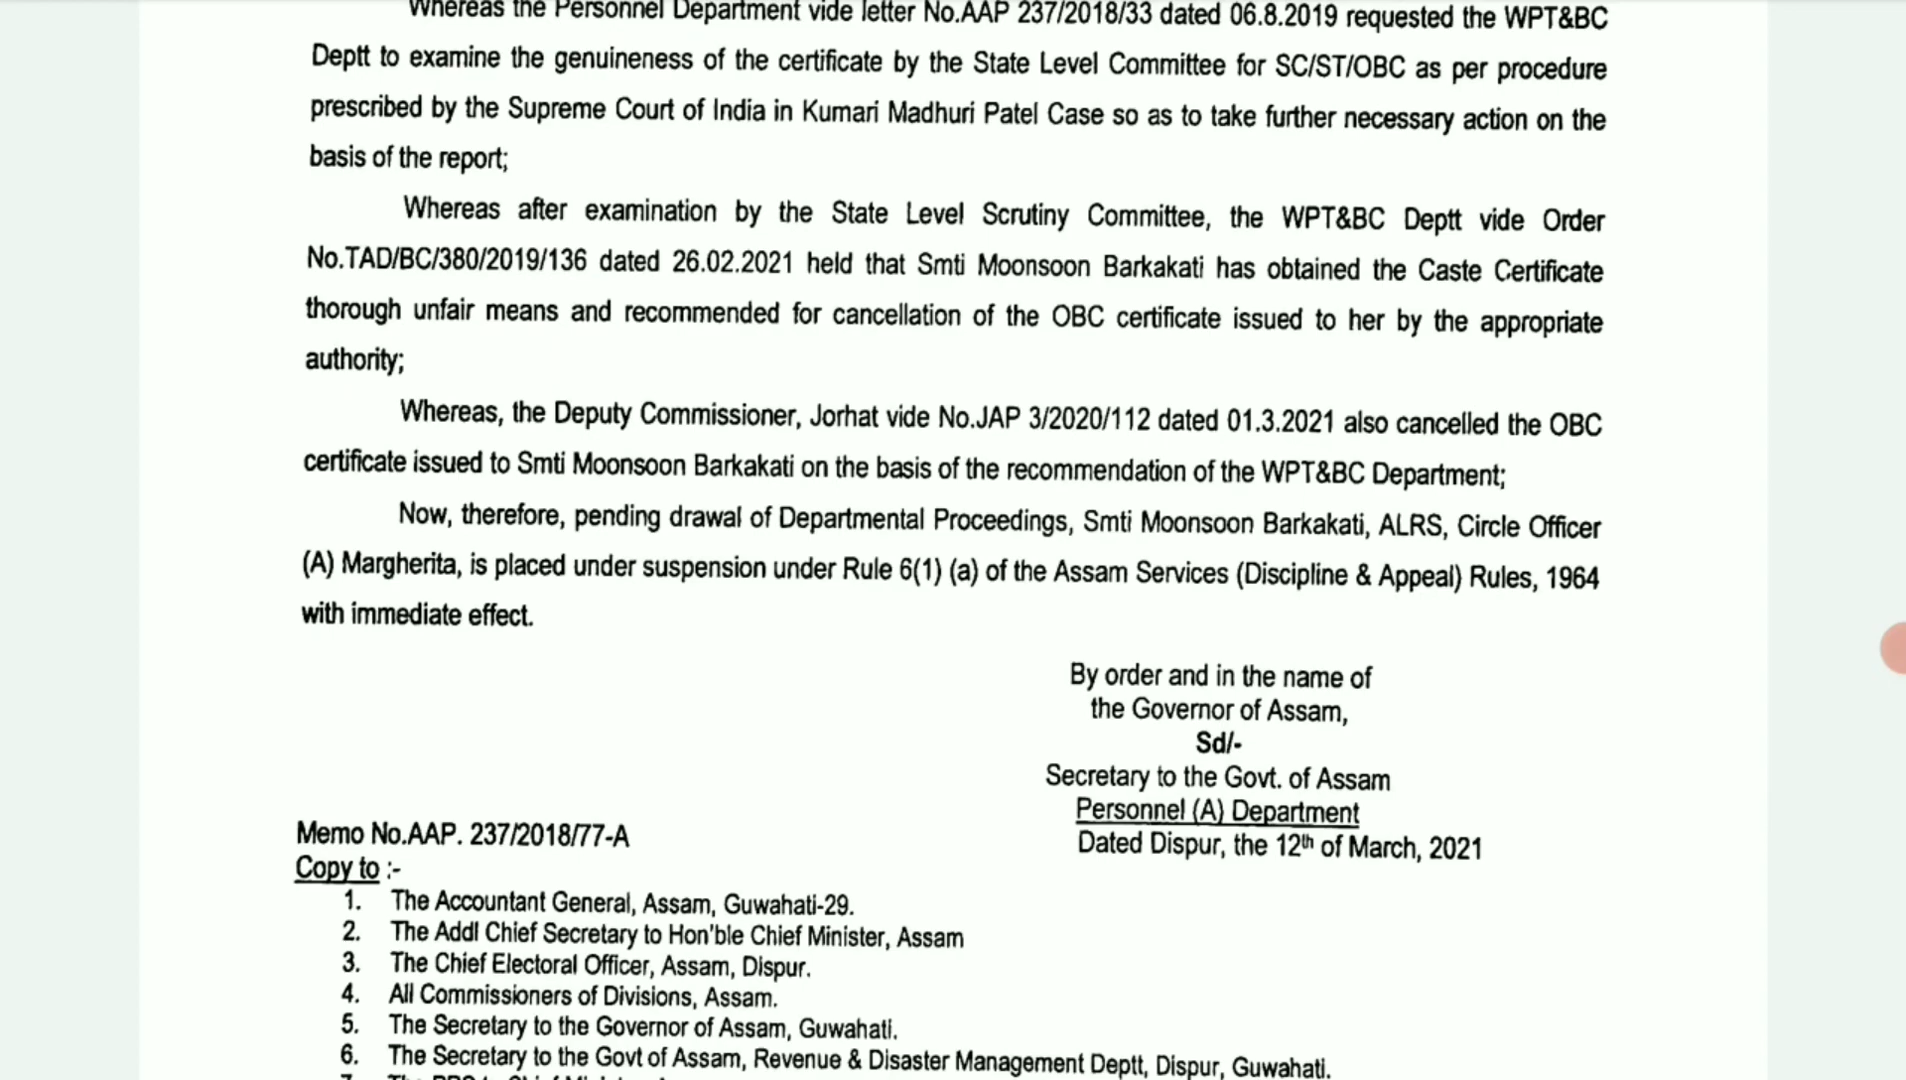 Whereas the Personnel Department vide letter No.AAP 237/2018/33 dated 06.8.2019 requested the WPT&BC
Deptt to examine the genuineness of the certificate by the State Level Committee for SC/ST/OBC as per procedure
prescribed by the Supreme Court of India in Kumari Madhuri Patel Case so as to take further necessary action on the
basis of the report;
Whereas after examination by the State Level Scrutiny Committee, the WPT&BC Deptt vide Order
No.TAD/BC/380/2019/136 dated 26.02.2021 held that Smti Moonsoon Barkakati has obtained the Caste Certificate
thorough unfair means and recommended for cancellation of the OBC certificate issued to her by the appropriate
authority;
Whereas, the Deputy Commissioner, Jorhat vide No.JAP 3/2020/112 dated 01.3.2021 also cancelled the OBC
certificate issued to Smti Moonsoon Barkakati on the basis of the recommendation of the WPT&BC Department;
Now, therefore, pending drawal of Departmental Proceedings, Smti Moonsoon Barkakati, ALRS, Circle Officer
(A) Margherita, is placed under suspension under Rule 6(1) (a) of the Assam Services (Discipline & Appeal) Rules, 1964
with immediate effect.
By order and in the name of
the Governor of Assam,
Sd/-
Secretary to the Govt. of Assam
Personnel (A) Department
Memo No.AAP. 237/2018/77-A
Dated Dispur, the 12th of March, 2021
Copy to :-
1. The Accountant General, Assam, Guwahati-29.
2. The Addl Chief Secretary to Hon'ble Chief Minister, Assam
3. The Chief Electoral Officer, Assam, Dispur.
4. All Commissioners of Divisions, Assam.
5. The Secretary to the Governor of Assam, Guwahati.
6. The Secretary to the Govt of Assam, Revenue & Disaster Management Deptt, Dispur, Guwahati.